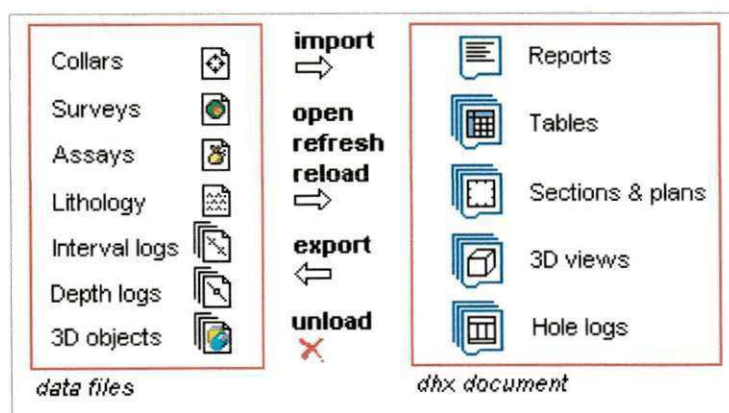 Collars
Surveys
Assays
Lithology
Interval logs
Depth logs
3D objects
data files
import
open
refresh
reload
export
unload
Reports
Tables
Sections & plans
3D views
Hole logs
dhx document